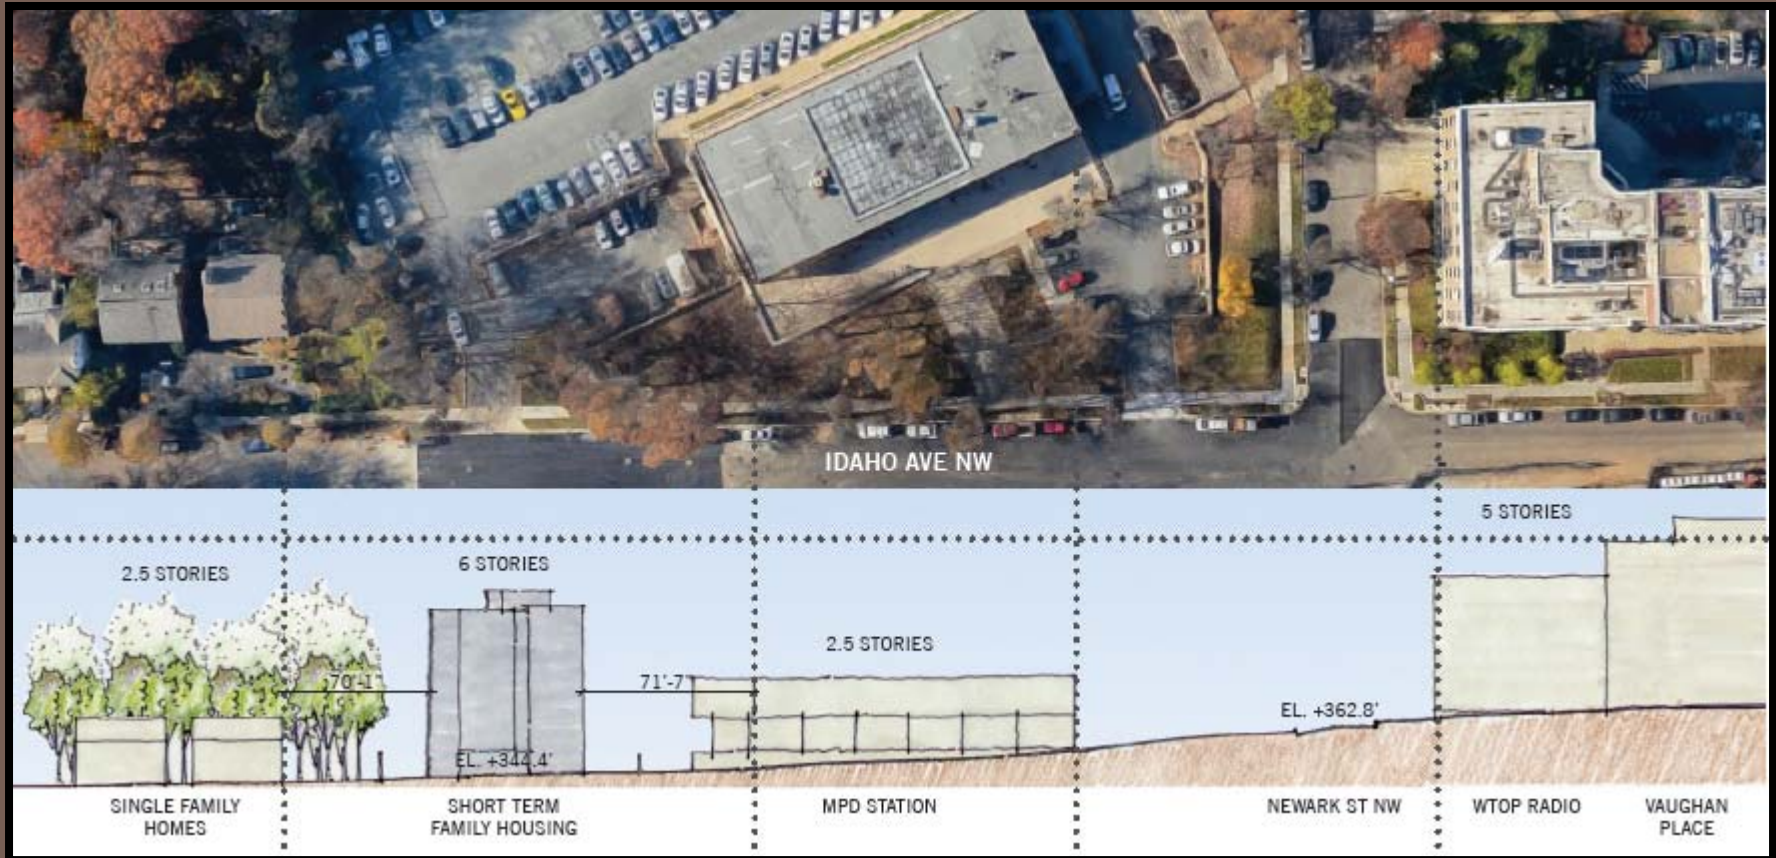 IDAHO AVE NW
5 STORIES
6 STORIES
2.5 STORIES
2.5 STORIES
70'-1"
71'-7"
EL. +362.8'
EL. +344.4'
SINGLE FAMILY
HOMES
SHORT TERM
FAMILY HOUSING
MPD STATION
NEWARK ST NW
WTOP RADIO
VAUGHAN
PLACE